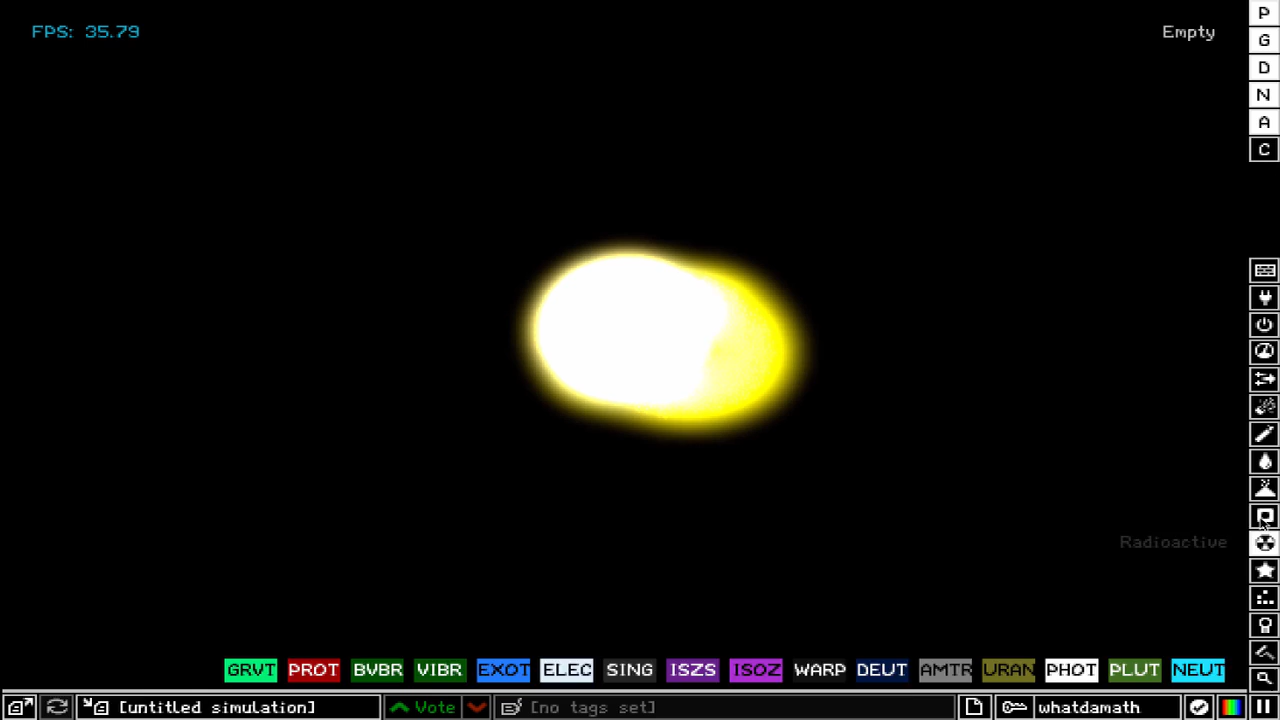 FPS: 35.79
Empty
P
G
D
N
A
C
Radioactive
GRVT PROT BVBR VIBR EXOT ELEC SING ISZS ISOZ WARP DEUT AMTR URAN PHOT PLUT NEUT
[untitled simulation] Vote [no tags set] whatdamath